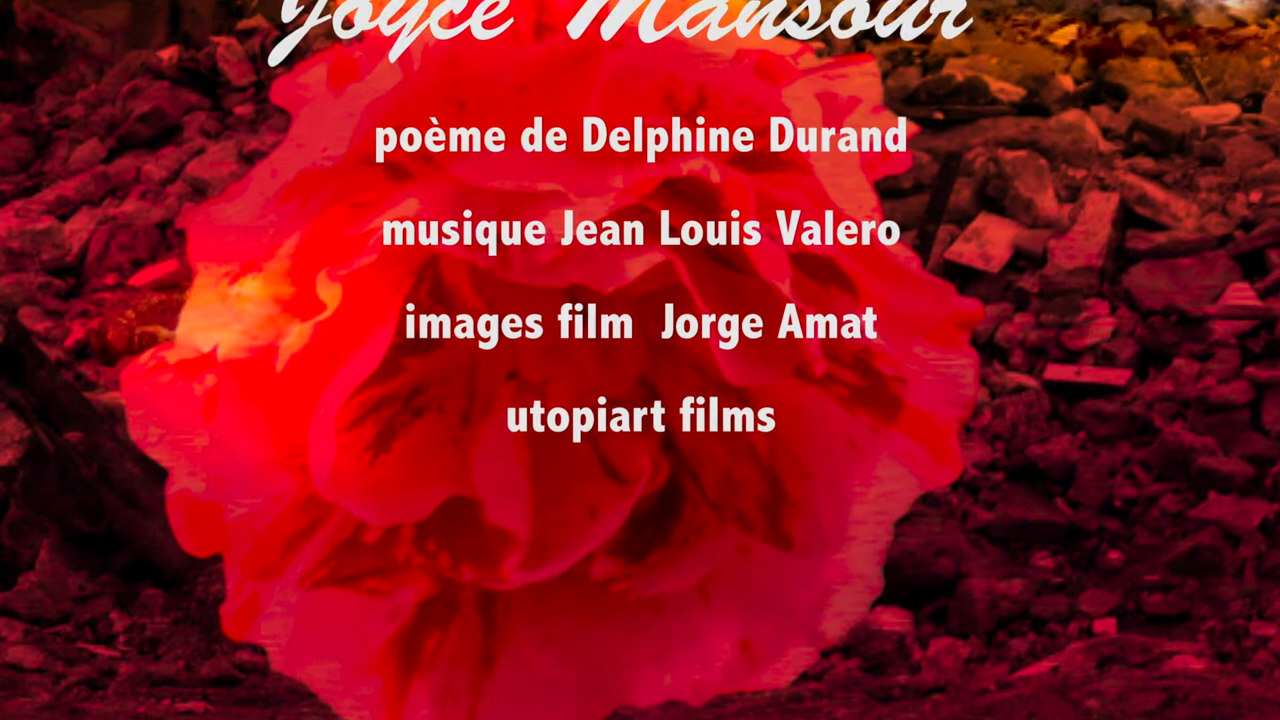 Joyce Mansour
poème de Delphine Durand
musique Jean Louis Valero
images film Jorge Amat
utopiart films